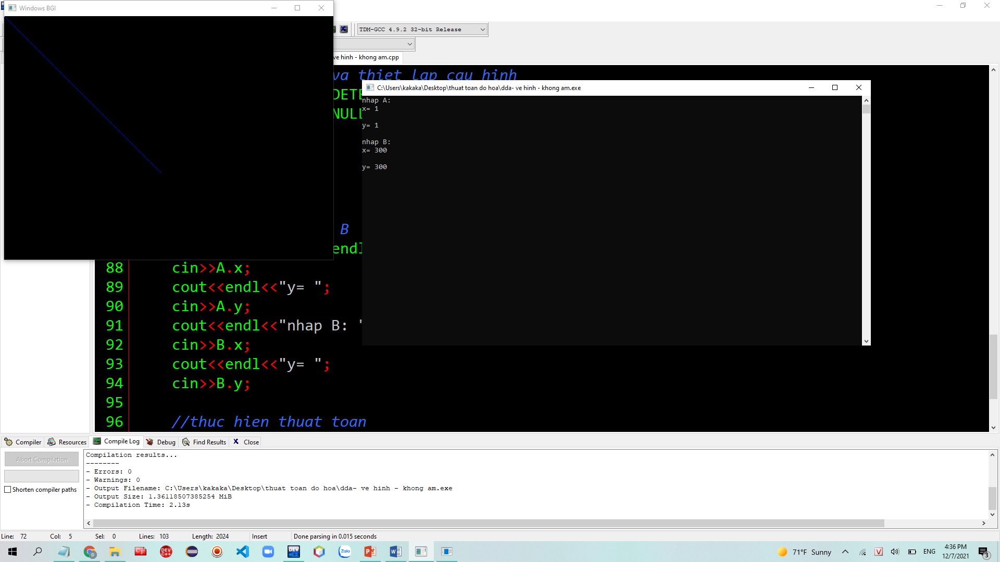 Windows BGI
TDM-GCC 4.9.2 32-bit Release
ve hinh - khong am.cpp
va thiet lap cau hinh
DETE
NULL
B
endl
88 cin>>A.x;
89 cout<<endl<<"y= ";
90 cin>>A.y;
91 cout<<endl<<"nhap B: "
92 cin>>B.x;
93 cout<<endl<<"y= ";
94 cin>>B.y;
95
96 //thuc hien thuat toan
C:\Users\kakaka\Desktop\thuat toan do hoa\dda- ve hinh - khong am.exe
nhap A:
x= 1
y= 1
nhap B:
x= 300
y= 300
Compiler Resources Compile Log Debug Find Results Close
Abort Compilation
Shorten compiler paths
Compilation results...
--------
- Errors: 0
- Warnings: 0
- Output Filename: C:\Users\kakaka\Desktop\thuat toan do hoa\dda- ve hinh - khong am.exe
- Output Size: 1.36118507385254 MiB
- Compilation Time: 2.13s
Line: 72 Col: 5 Sel: 0 Lines: 103 Length: 2024 Insert Done parsing in 0.015 seconds
DEV C++
DEV
Zalo
71°F Sunny
V
ENG
4:36 PM
12/7/2021
3